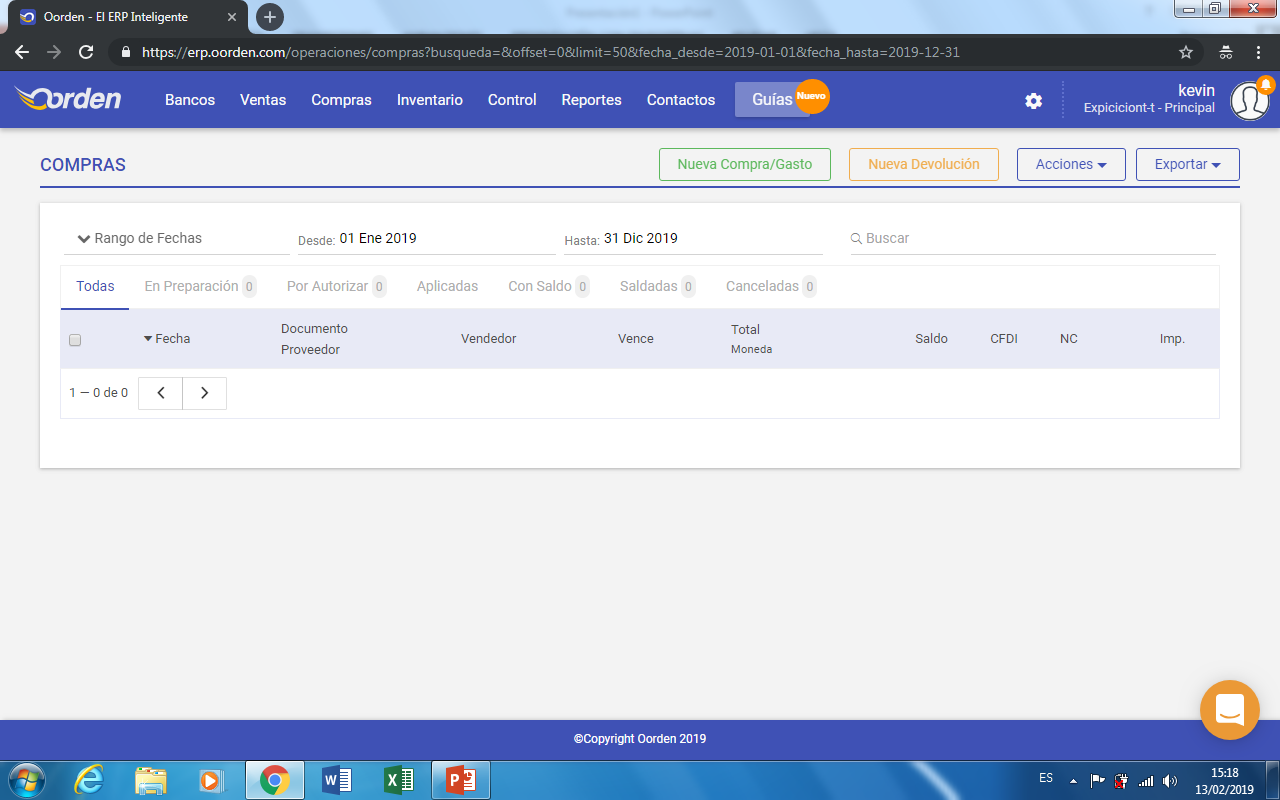 Oorden - El ERP Inteligente
https://erp.oorden.com/operaciones/compras?busqueda=&offset=0&limit=50&fecha_desde=2019-01-01&fecha_hasta=2019-12-31
Oorden Bancos Ventas Compras Inventario Control Reportes Contactos Guías Nuevo kevin
Expiciciont-t - Principal
COMPRAS Nueva Compra/Gasto Nueva Devolución Acciones Exportar
Rango de Fechas Desde: 01 Ene 2019 Hasta: 31 Dic 2019 Buscar
Todas En Preparación 0 Por Autorizar 0 Aplicadas Con Saldo 0 Saldadas 0 Canceladas 0
Fecha Documento Vendedor Vence Total Saldo CFDI NC Imp.
Proveedor Moneda
1 — 0 de 0
©Copyright Oorden 2019
ES 15:18
13/02/2019